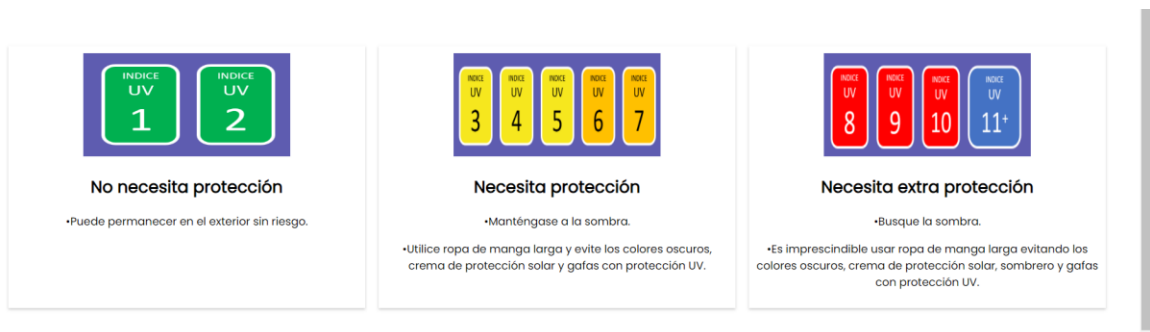 INDICE
UV
1
INDICE
UV
2
No necesita protección
•Puede permanecer en el exterior sin riesgo.
INDICE
UV
3
INDICE
UV
4
INDICE
UV
5
INDICE
UV
6
INDICE
UV
7
Necesita protección
•Manténgase a la sombra.
•Utilice ropa de manga larga y evite los colores oscuros,
crema de protección solar y gafas con protección UV.
INDICE
UV
8
INDICE
UV
9
INDICE
UV
10
INDICE
UV
11+
Necesita extra protección
•Busque la sombra.
•Es imprescindible usar ropa de manga larga evitando los
colores oscuros, crema de protección solar, sombrero y gafas
con protección UV.